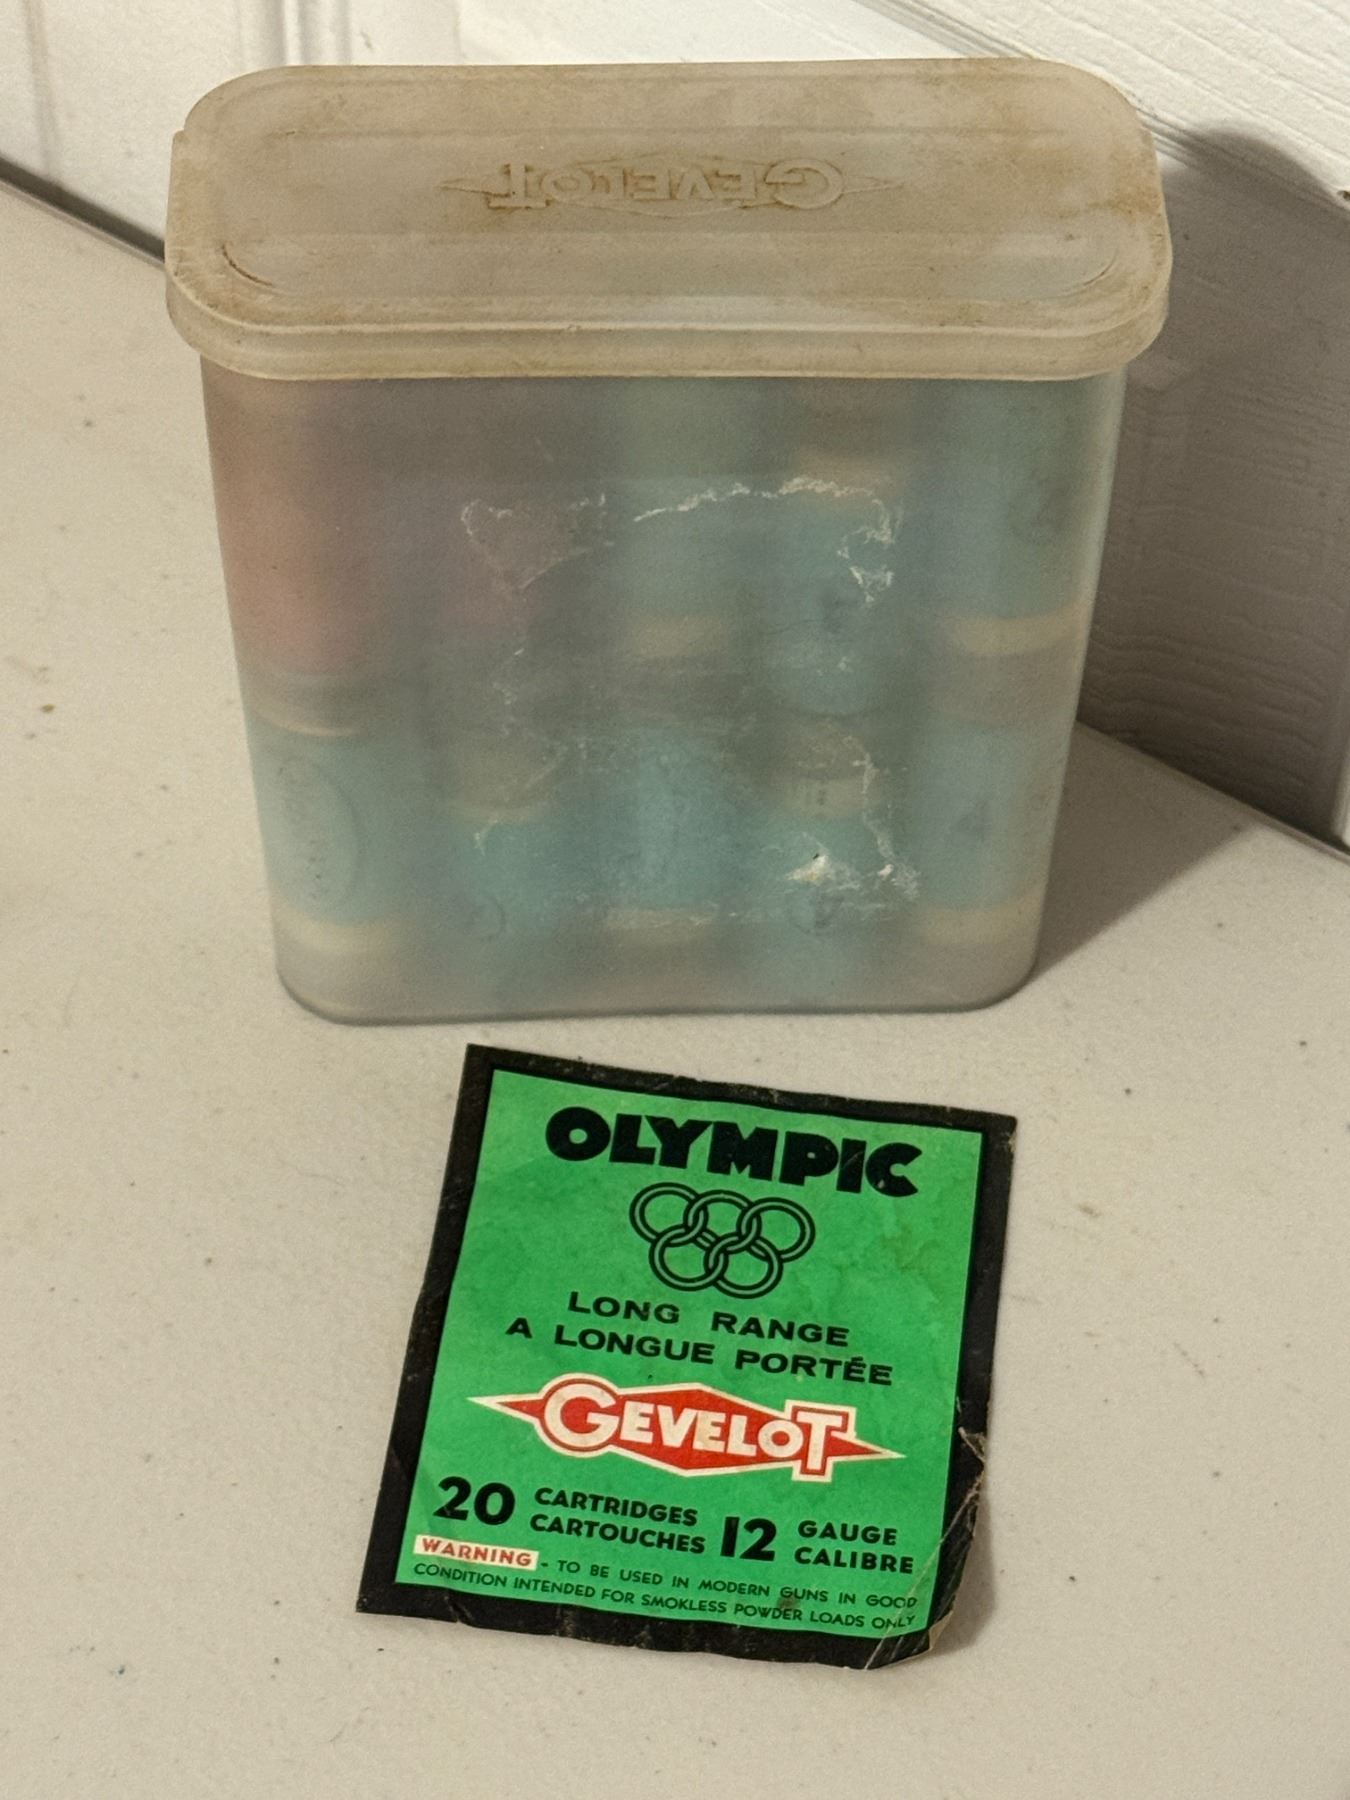 GEVELOT
OLYMPIC
LONG RANGE
A LONGUE PORTÉE
GEVELOT
20 CARTRIDGES 12 GAUGE
CARTOUCHES CALIBRE
WARNING - TO BE USED IN MODERN GUNS IN GOOD
CONDITION INTENDED FOR SMOKLESS POWDER LOADS ONLY